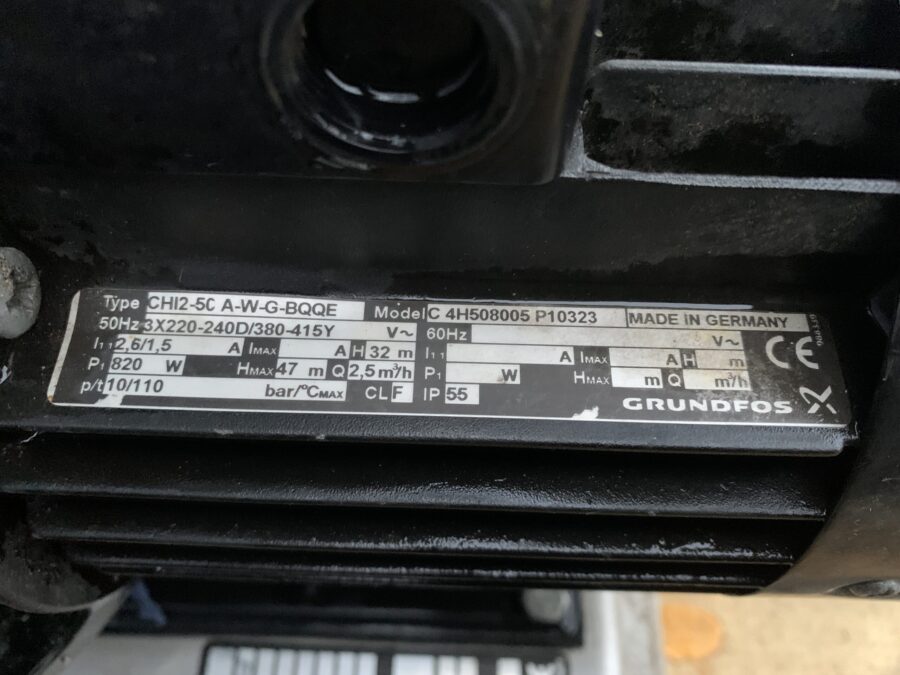 Type CHI2-50 A-W-G-BQQE Model C 4H508005 P10323 MADE IN GERMANY
50Hz 3X220-240D/380-415Y V~ 60Hz V~
I1/1 2,6/1,5 A IMAX A H 32 m I1/1 A IMAX A H m
P1 820 W HMAX 47 m Q 2,5 m³/h P1 W HMAX m Q m³/h
p/t 10/110 bar/°CMAX CL F IP 55
CE
GRUNDFOS